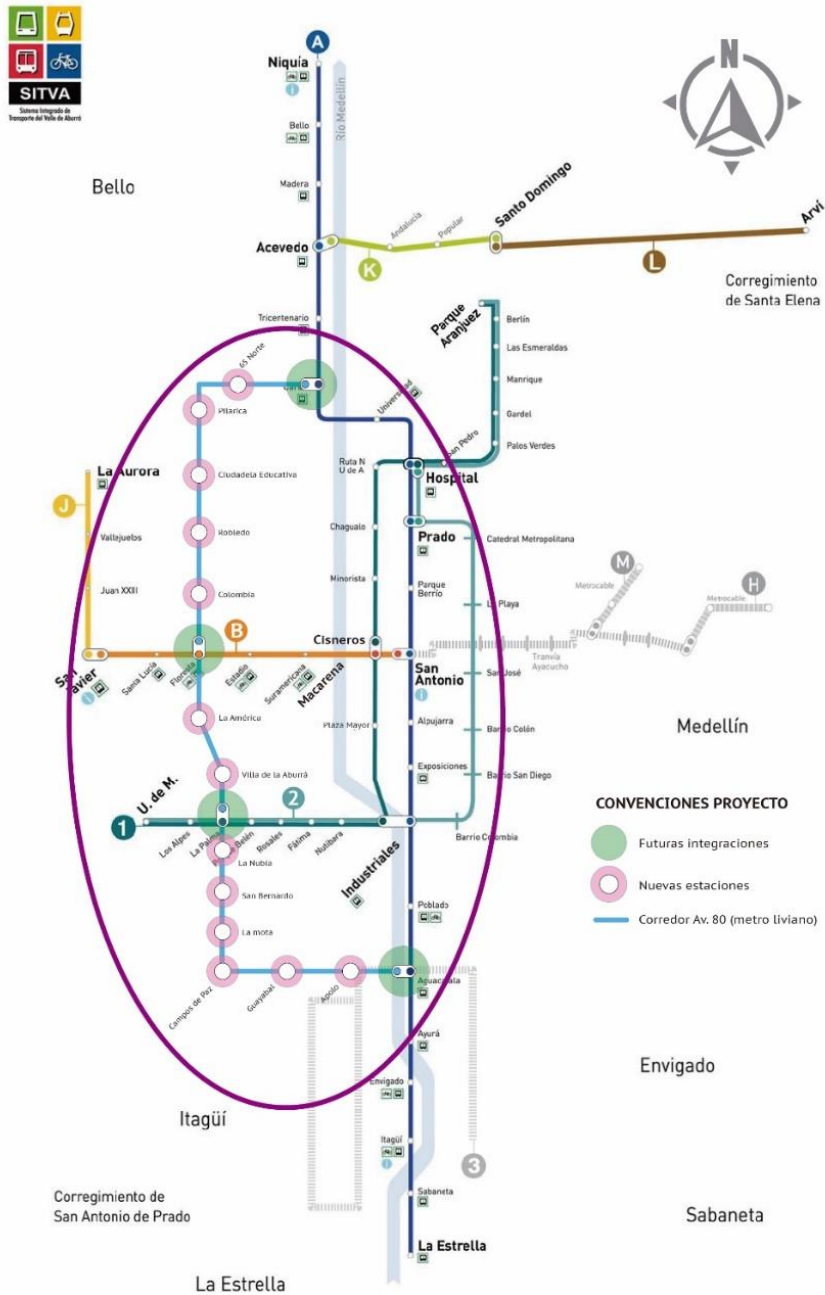 SITVA
Sistema Integrado de
Transporte del Valle de Aburrá
A
Niquía
N
Río Medellín
Bello
Bello
Madera
Santo Domingo
Arví
Andalucía
Popular
Acevedo
K
L
Corregimiento
de Santa Elena
Tricentenario
Parque
Aranjuez
Berlín
Las Esmeraldas
65 Norte
Manrique
Pilarica
Universidad
Gardel
San Pedro
Palos Verdes
Ruta N
U de A
La Aurora
Ciudadela Educativa
Hospital
J
Chagualo
Vallejuelos
Robledo
Prado
Catedral Metropolitana
M
Metrocable
H
Metrocable
Minorista
Parque
Berrío
Juan XXIII
Colombia
La Playa
B
Cisneros
San
Javier
Santa Lucía
Floresta
Estadio
Suramericana
Macarena
San
Antonio
Tranvía
Ayacucho
San José
La América
Plaza Mayor
Alpujarra
Medellín
Barrio Colón
Villa de la Aburrá
Exposiciones
Barrio San Diego
U. de M.
2
CONVENCIONES PROYECTO
1
Los Alpes
La Palma
Belén
Rosales
Fátima
Nutibara
Industriales
Barrio Colombia
Futuras integraciones
La Nubia
Nuevas estaciones
San Bernardo
Poblado
Corredor Av. 80 (metro liviano)
La mota
Campos de Paz
Guayabal
Apolo
Aguacatala
Ayurá
Envigado
Envigado
Itagüí
Itagüí
3
Corregimiento de
San Antonio de Prado
Sabaneta
Sabaneta
La Estrella
La Estrella